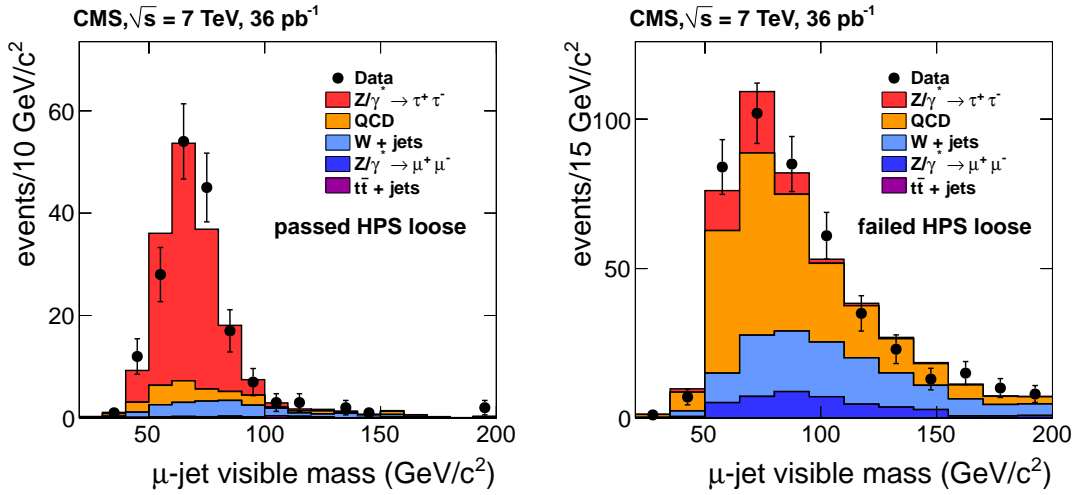 CMS, √s = 7 TeV, 36 pb⁻¹
events/10 GeV/c²
60
40
20
0
Data
Z/γ* → τ⁺ τ⁻
QCD
W + jets
Z/γ* → μ⁺ μ⁻
tt̄ + jets
passed HPS loose
50 100 150 200
μ-jet visible mass (GeV/c²)
CMS, √s = 7 TeV, 36 pb⁻¹
events/15 GeV/c²
100
50
0
Data
Z/γ* → τ⁺ τ⁻
QCD
W + jets
Z/γ* → μ⁺ μ⁻
tt̄ + jets
failed HPS loose
50 100 150 200
μ-jet visible mass (GeV/c²)